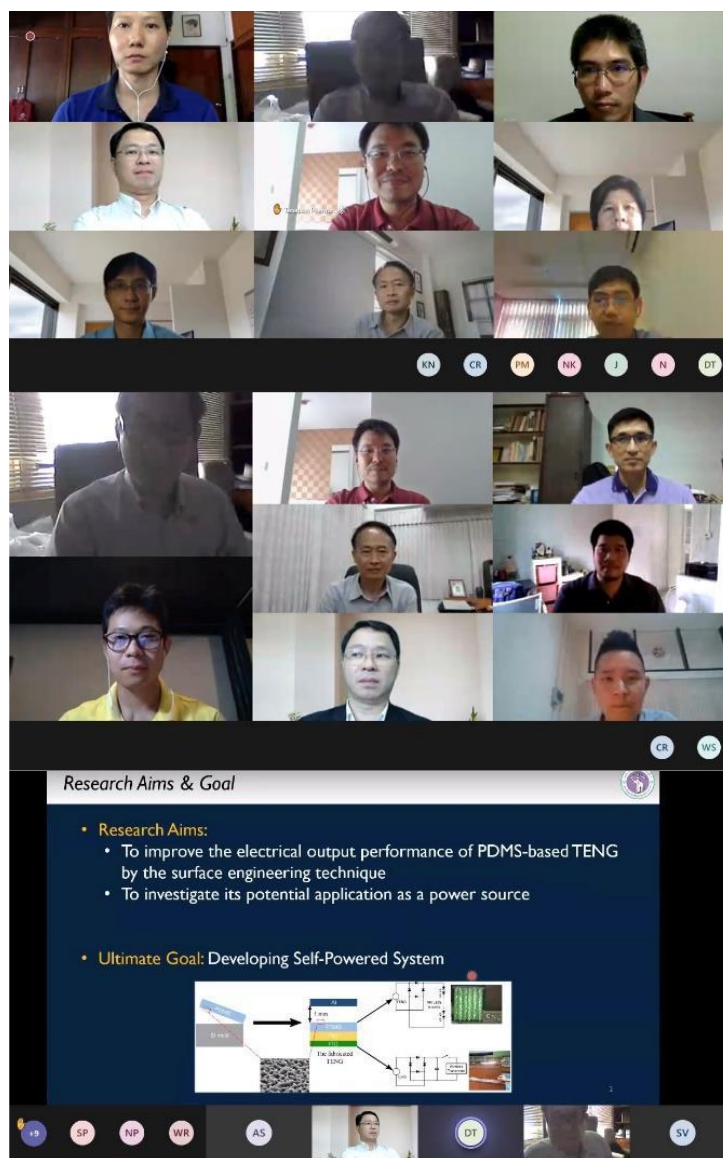 KN
CR
PM
NK
J
N
DT
CR
WS
Research Aims & Goal
• Research Aims:
• To improve the electrical output performance of PDMS-based TENG
by the surface engineering technique
• To investigate its potential application as a power source
• Ultimate Goal: Developing Self-Powered System
Al
PDMS
The fabricated
TENG
+9
SP
NP
WR
AS
DT
SV